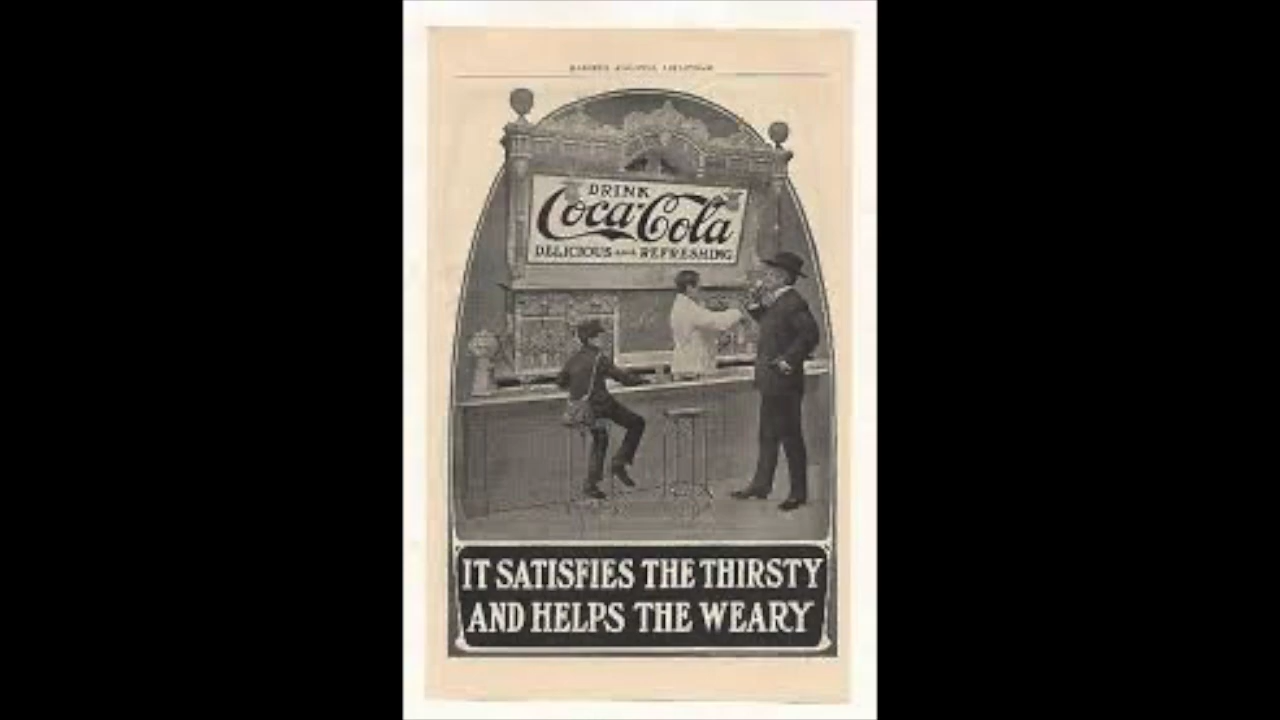 DRINK
Coca-Cola
DELICIOUS AND REFRESHING
IT SATISFIES THE THIRSTY
AND HELPS THE WEARY